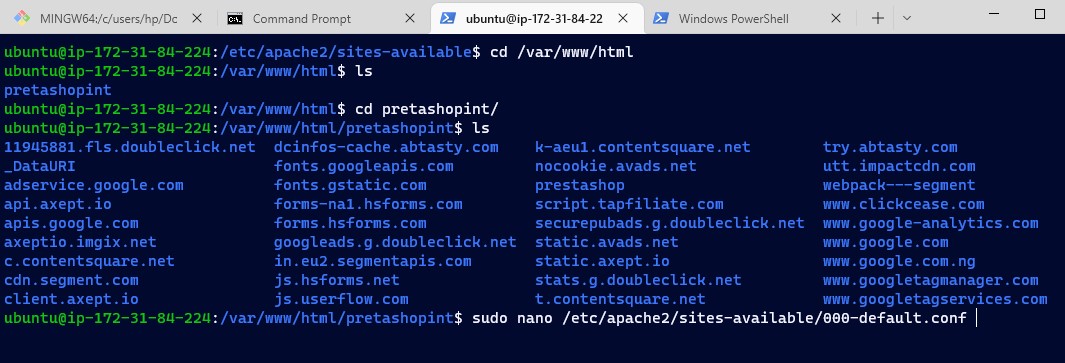 MINGW64:/c/users/hp/Dc
Command Prompt
ubuntu@ip-172-31-84-22
Windows PowerShell
ubuntu@ip-172-31-84-224:/etc/apache2/sites-available$ cd /var/www/html
ubuntu@ip-172-31-84-224:/var/www/html$ ls
pretashopint
ubuntu@ip-172-31-84-224:/var/www/html$ cd pretashopint/
ubuntu@ip-172-31-84-224:/var/www/html/pretashopint$ ls
11945881.fls.doubleclick.net dcinfos-cache.abtasty.com k-aeu1.contentsquare.net try.abtasty.com
_DataURI fonts.googleapis.com nocookie.avads.net utt.impactcdn.com
adservice.google.com fonts.gstatic.com prestashop webpack---segment
api.axept.io forms-na1.hsforms.com script.tapfiliate.com www.clickcease.com
apis.google.com forms.hsforms.com securepubads.g.doubleclick.net www.google-analytics.com
axeptio.imgix.net googleads.g.doubleclick.net static.avads.net www.google.com
c.contentsquare.net in.eu2.segmentapis.com static.axept.io www.google.com.ng
cdn.segment.com js.hsforms.net stats.g.doubleclick.net www.googletagmanager.com
client.axept.io js.userflow.com t.contentsquare.net www.googletagservices.com
ubuntu@ip-172-31-84-224:/var/www/html/pretashopint$ sudo nano /etc/apache2/sites-available/000-default.conf